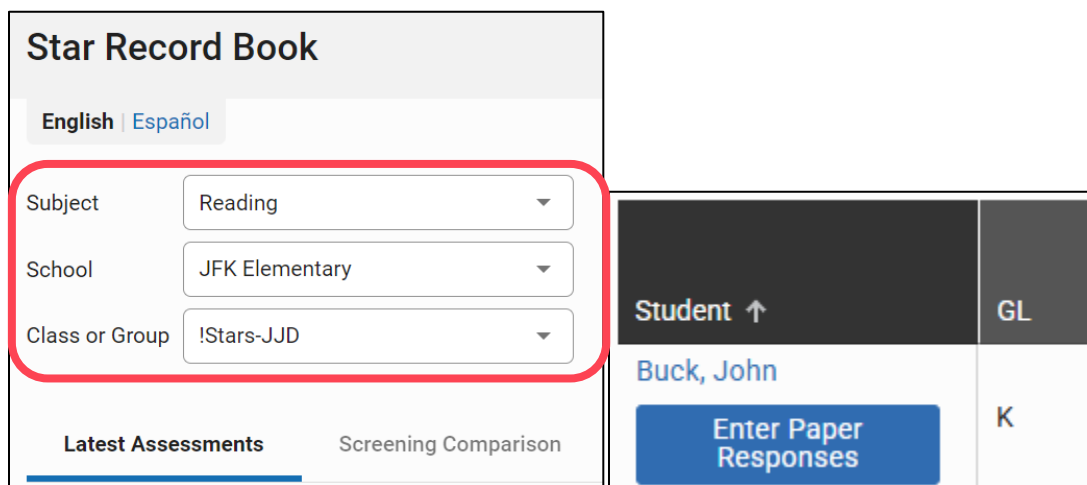 Star Record Book
English | Español
Subject Reading
School JFK Elementary
Class or Group !Stars-JJD
Latest Assessments Screening Comparison
Student ↑ GL
Buck, John
Enter Paper
Responses
K